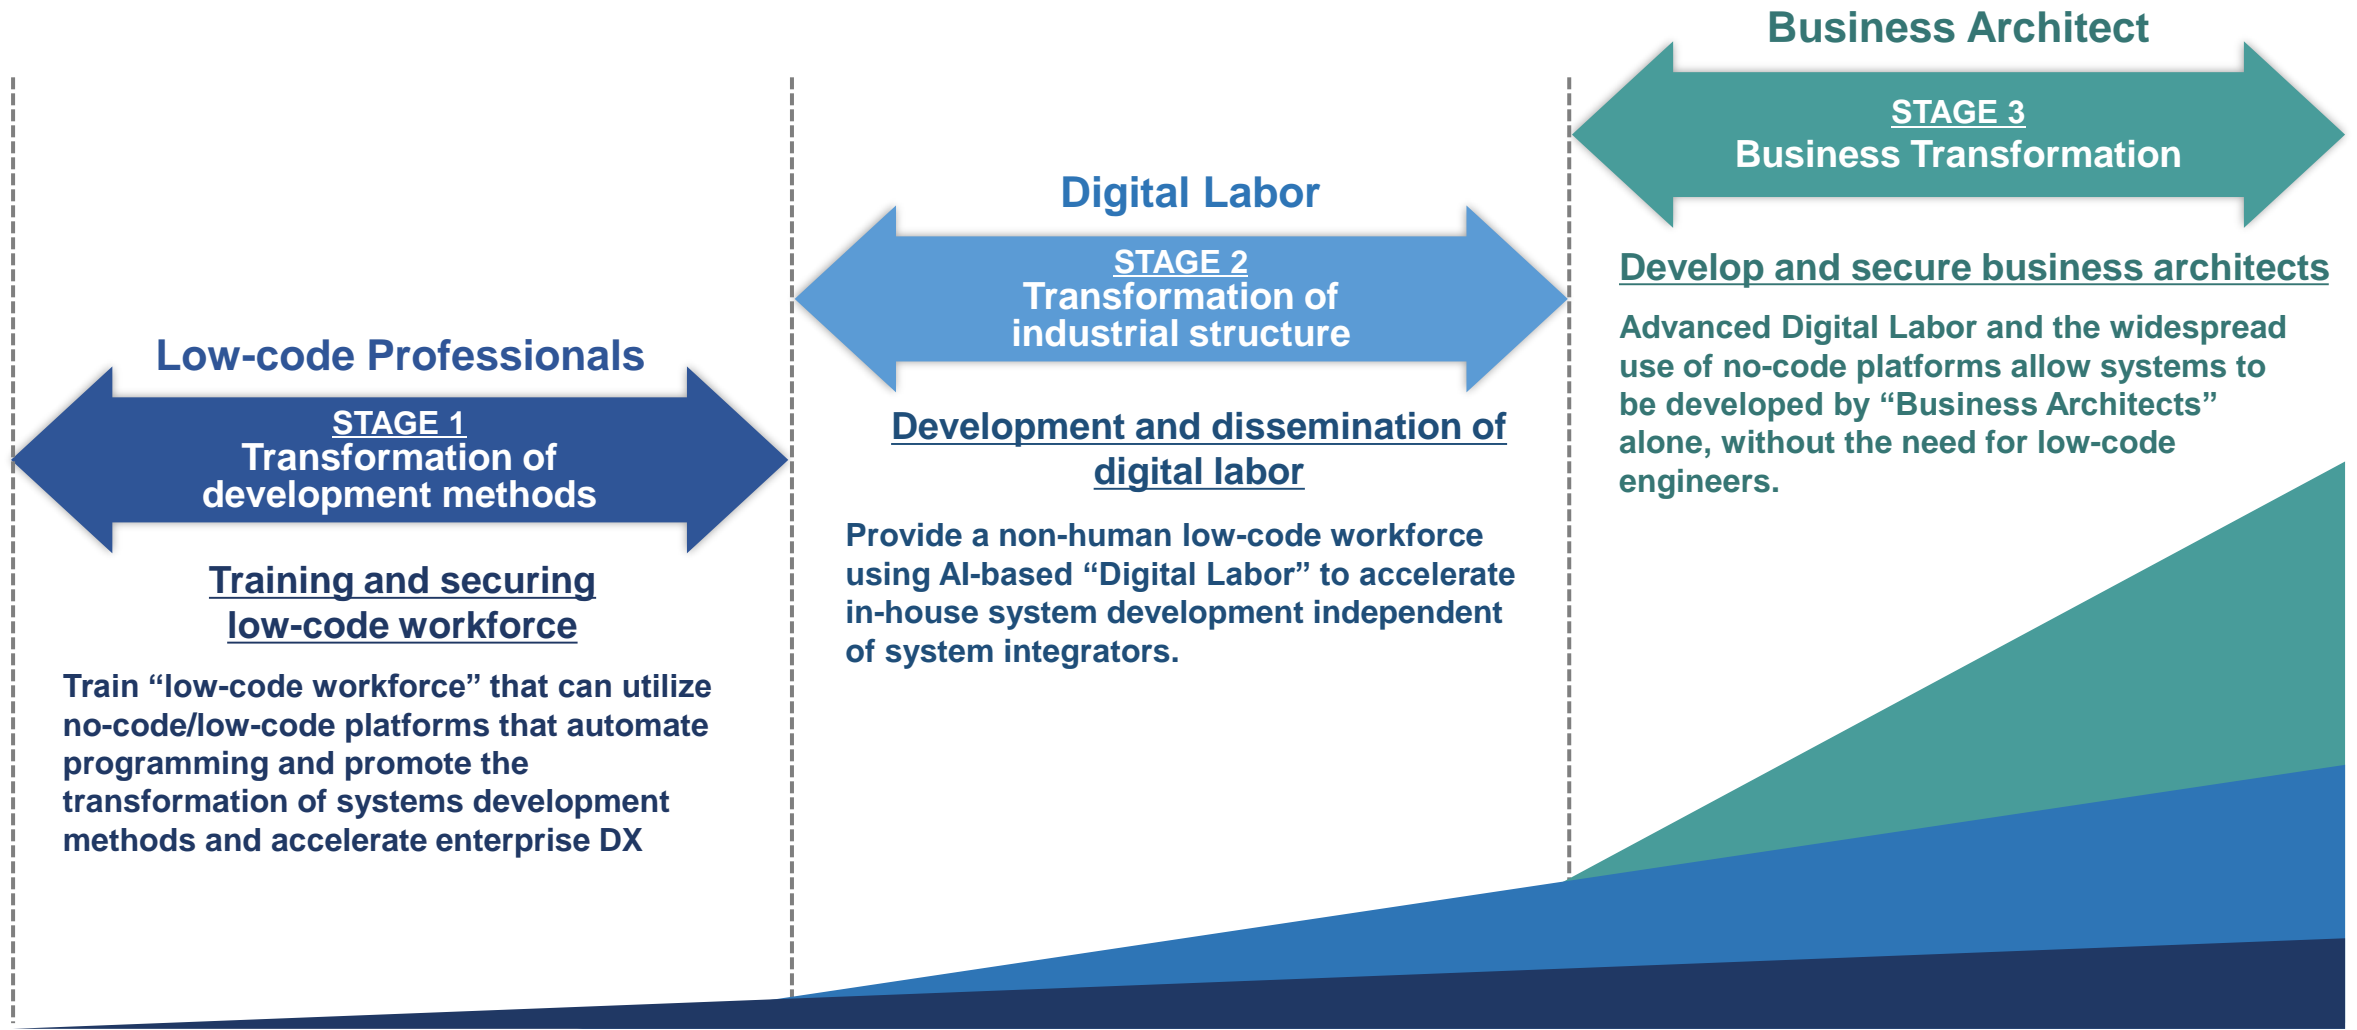 Low-code Professionals
STAGE 1
Transformation of
development methods
Training and securing
low-code workforce
Train “low-code workforce” that can utilize
no-code/low-code platforms that automate
programming and promote the
transformation of systems development
methods and accelerate enterprise DX
Digital Labor
STAGE 2
Transformation of
industrial structure
Development and dissemination of
digital labor
Provide a non-human low-code workforce
using AI-based “Digital Labor” to accelerate
in-house system development independent
of system integrators.
Business Architect
STAGE 3
Business Transformation
Develop and secure business architects
Advanced Digital Labor and the widespread
use of no-code platforms allow systems to
be developed by “Business Architects”
alone, without the need for low-code
engineers.